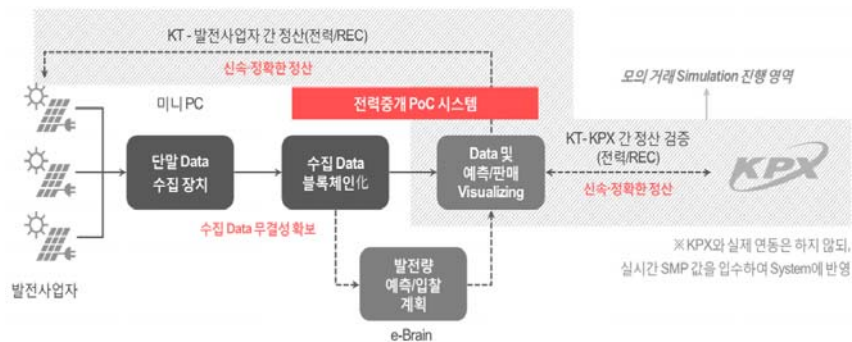 KT - 발전사업자 간 정산(전력/REC)
신속·정확한 정산
모의 거래 Simulation 진행 영역
미니 PC
전력중개 PoC 시스템
단말 Data
수집 장치
수집 Data
블록체인化
Data 및
예측/판매
Visualizing
KT- KPX 간 정산 검증
(전력/REC)
신속·정확한 정산
KPX
수집 Data 무결성 확보
발전사업자
발전량
예측/입찰
계획
e-Brain
※ KPX와 실제 연동은 하지 않되,
실시간 SMP 값을 입수하여 System에 반영